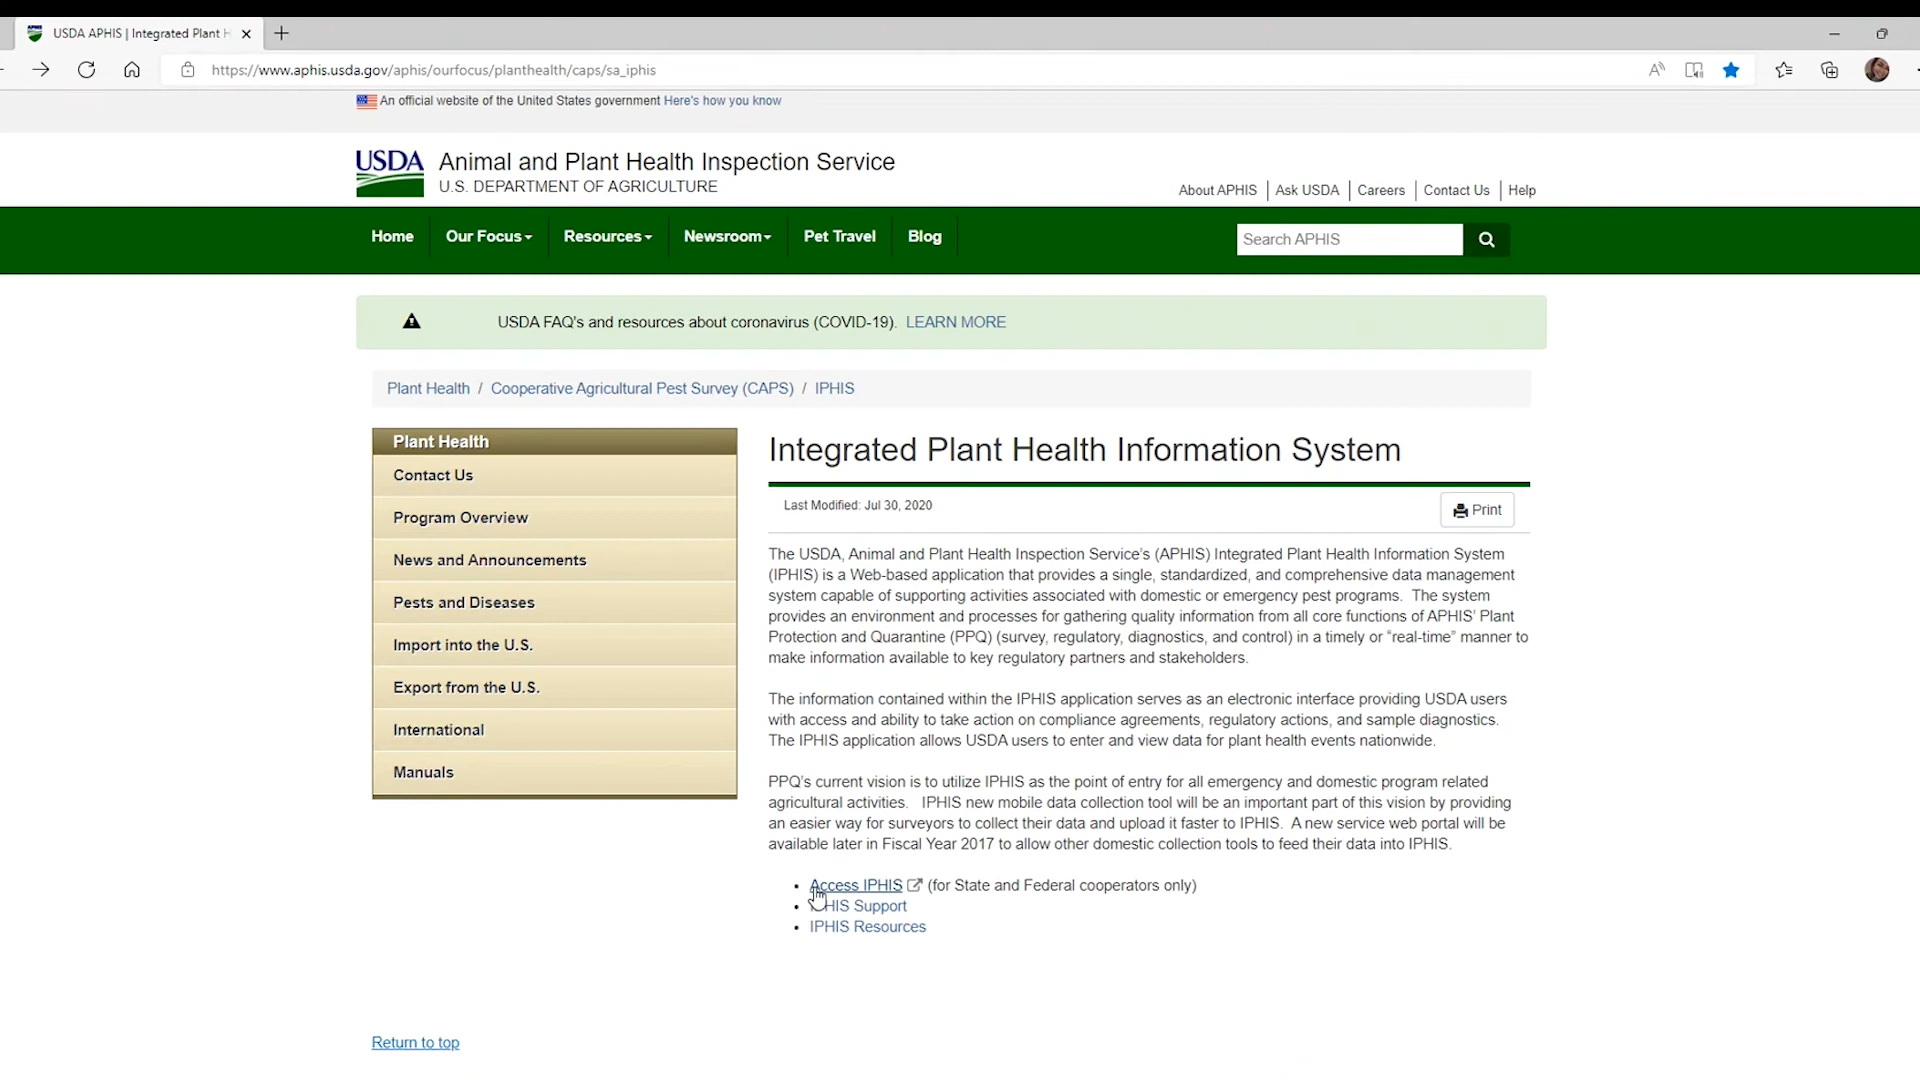 USDA APHIS | Integrated Plant H
https://www.aphis.usda.gov/aphis/ourfocus/planthealth/caps/sa_iphis
An official website of the United States government Here's how you know
USDA Animal and Plant Health Inspection Service
U.S. DEPARTMENT OF AGRICULTURE
About APHIS Ask USDA Careers Contact Us Help
Home Our Focus Resources Newsroom Pet Travel Blog
Search APHIS
USDA FAQ's and resources about coronavirus (COVID-19). LEARN MORE
Plant Health / Cooperative Agricultural Pest Survey (CAPS) / IPHIS
Plant Health
Contact Us
Program Overview
News and Announcements
Pests and Diseases
Import into the U.S.
Export from the U.S.
International
Manuals
Integrated Plant Health Information System
Last Modified: Jul 30, 2020
Print
The USDA, Animal and Plant Health Inspection Service's (APHIS) Integrated Plant Health Information System
(IPHIS) is a Web-based application that provides a single, standardized, and comprehensive data management
system capable of supporting activities associated with domestic or emergency pest programs. The system
provides an environment and processes for gathering quality information from all core functions of APHIS' Plant
Protection and Quarantine (PPQ) (survey, regulatory, diagnostics, and control) in a timely or “real-time” manner to
make information available to key regulatory partners and stakeholders.
The information contained within the IPHIS application serves as an electronic interface providing USDA users
with access and ability to take action on compliance agreements, regulatory actions, and sample diagnostics.
The IPHIS application allows USDA users to enter and view data for plant health events nationwide.
PPQ's current vision is to utilize IPHIS as the point of entry for all emergency and domestic program related
agricultural activities. IPHIS new mobile data collection tool will be an important part of this vision by providing
an easier way for surveyors to collect their data and upload it faster to IPHIS. A new service web portal will be
available later in Fiscal Year 2017 to allow other domestic collection tools to feed their data into IPHIS.
• Access IPHIS (for State and Federal cooperators only)
• IPHIS Support
• IPHIS Resources
Return to top